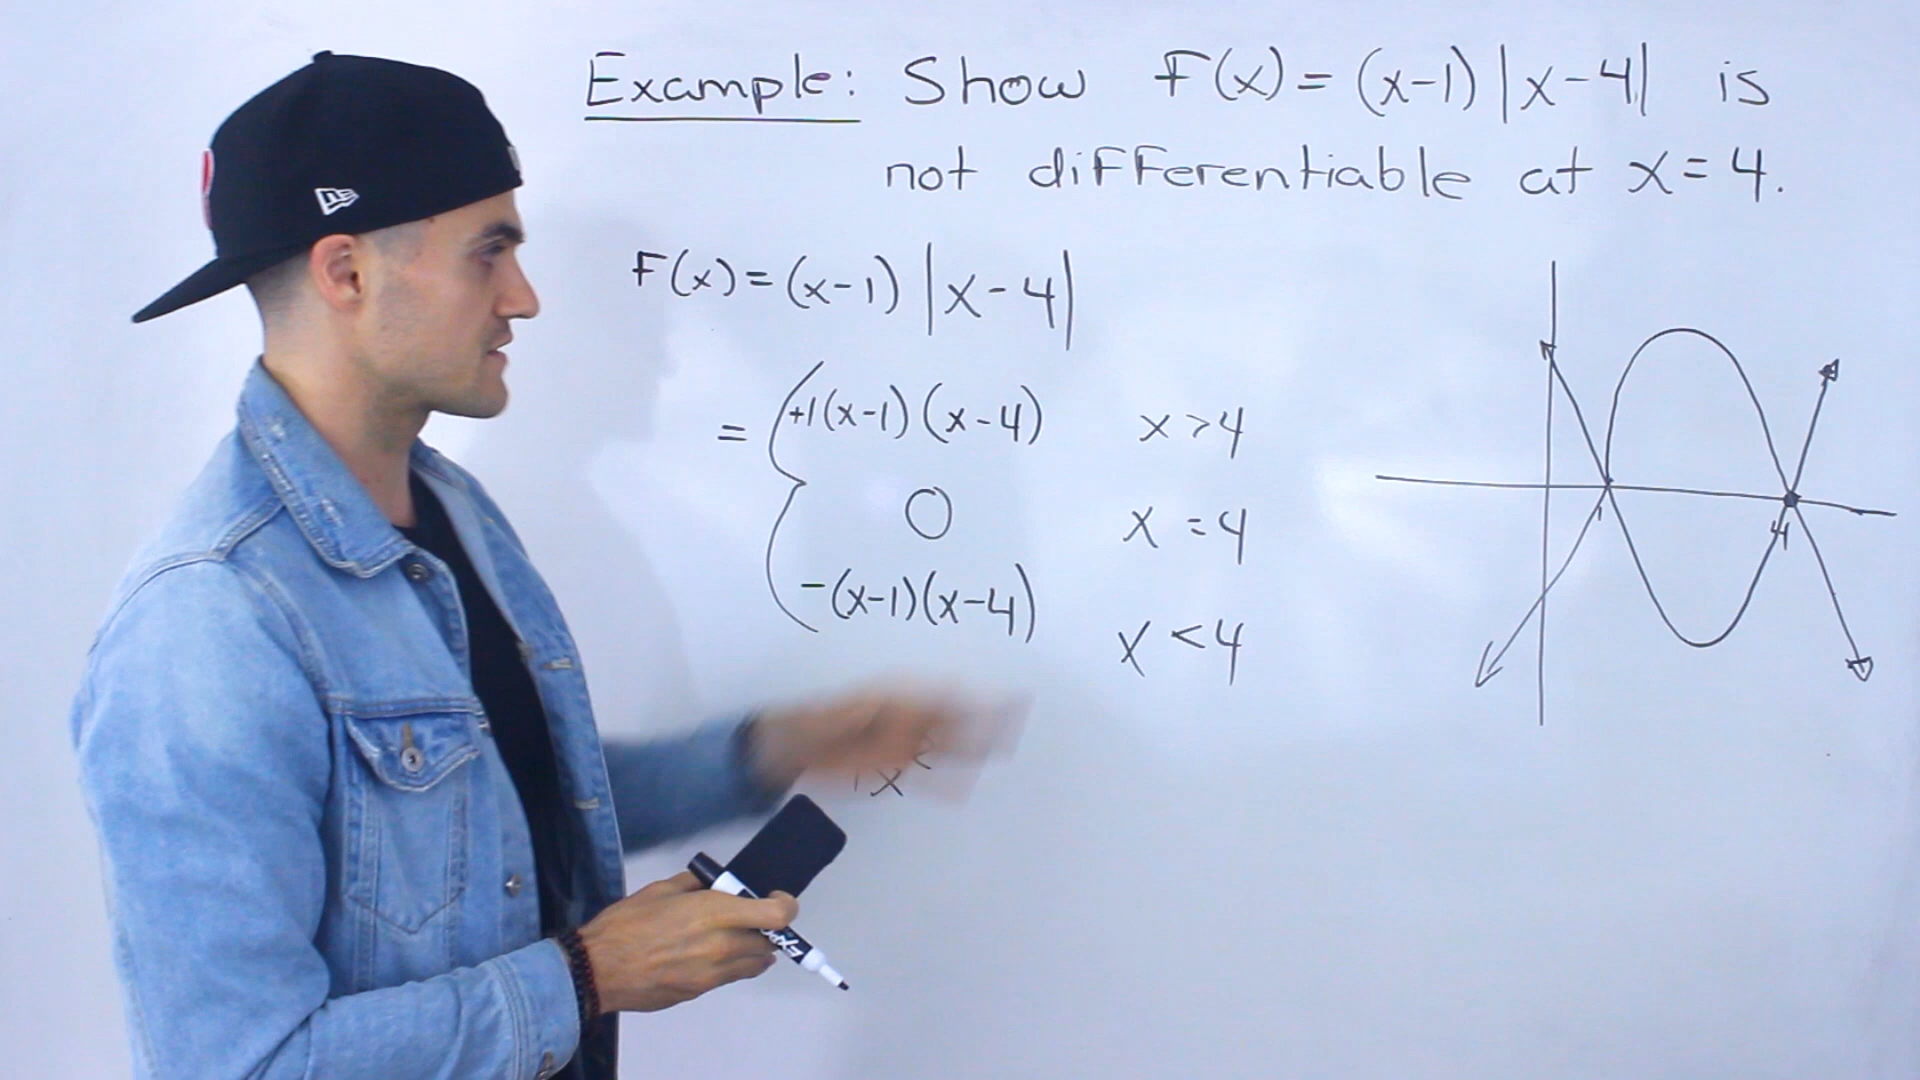 Example: Show F(x) = (x-1) |x-4| is
not differentiable at x = 4.
F(x) = (x-1) |x-4|
= { +1(x-1)(x-4) x > 4
0 x = 4
-(x-1)(x-4) x < 4
1 4
x
EXPO